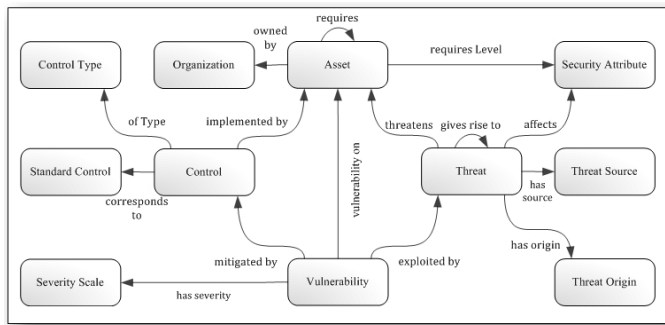 requires
owned
by
requires Level
Control Type
Organization
Asset
Security Attribute
of Type
implemented by
threatens
gives rise to
affects
vulnerability on
Standard Control
Control
Threat
Threat Source
corresponds
to
has
source
mitigated by
exploited by
has origin
Severity Scale
has severity
Vulnerability
Threat Origin